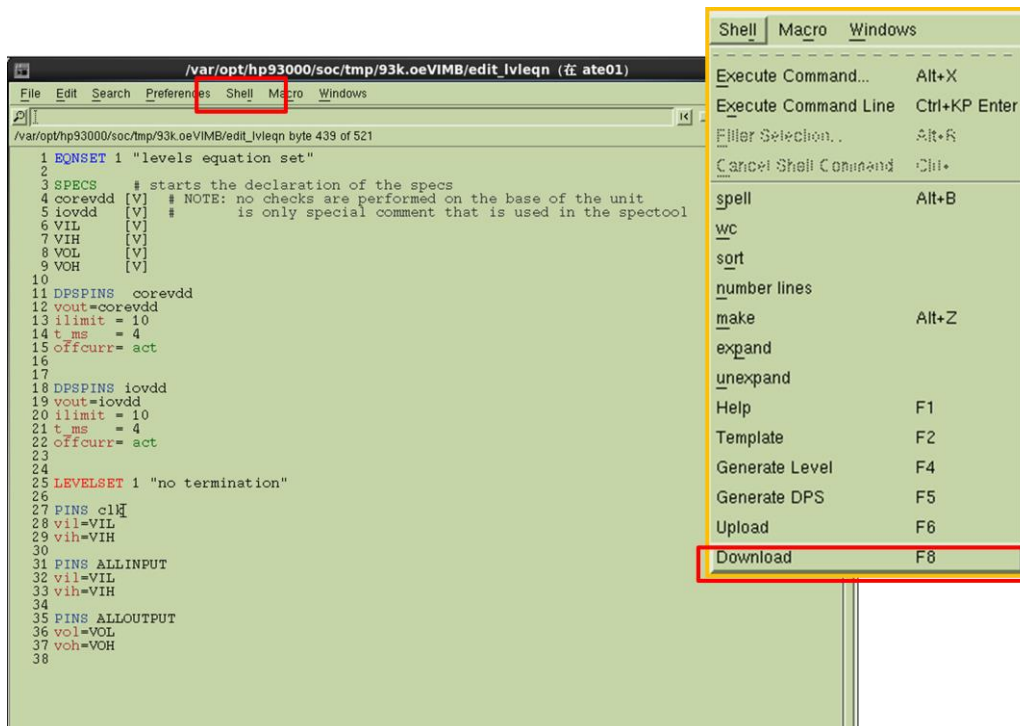 /var/opt/hp93000/soc/tmp/93k.oeVIMB/edit_lvleqn (在 ate01)
File Edit Search Preferences Shell Macro Windows
/var/opt/hp93000/soc/tmp/93k.oeVIMB/edit_lvleqn byte 439 of 521
1 EQNSET 1 "levels equation set"
2
3 SPECS # starts the declaration of the specs
4 corevdd [V] # NOTE: no checks are performed on the base of the unit
5 iovdd [V] # is only special comment that is used in the spectool
6 VIL [V]
7 VIH [V]
8 VOL [V]
9 VOH [V]
10
11 DPSPINS corevdd
12 vout=corevdd
13 ilimit = 10
14 t_ms = 4
15 offcurr= act
16
17
18 DPSPINS iovdd
19 vout=iovdd
20 ilimit = 10
21 t_ms = 4
22 offcurr= act
23
24
25 LEVELSET 1 "no termination"
26
27 PINS clk
28 vil=VIL
29 vih=VIH
30
31 PINS ALLINPUT
32 vil=VIL
33 vih=VIH
34
35 PINS ALLOUTPUT
36 vol=VOL
37 voh=VOH
38
Shell Macro Windows
Execute Command... Alt+X
Execute Command Line Ctrl+KP Enter
Filter Selection... Alt+R
Cancel Shell Command Ctrl+
spell Alt+B
wc
sort
number lines
make Alt+Z
expand
unexpand
Help F1
Template F2
Generate Level F4
Generate DPS F5
Upload F6
Download F8